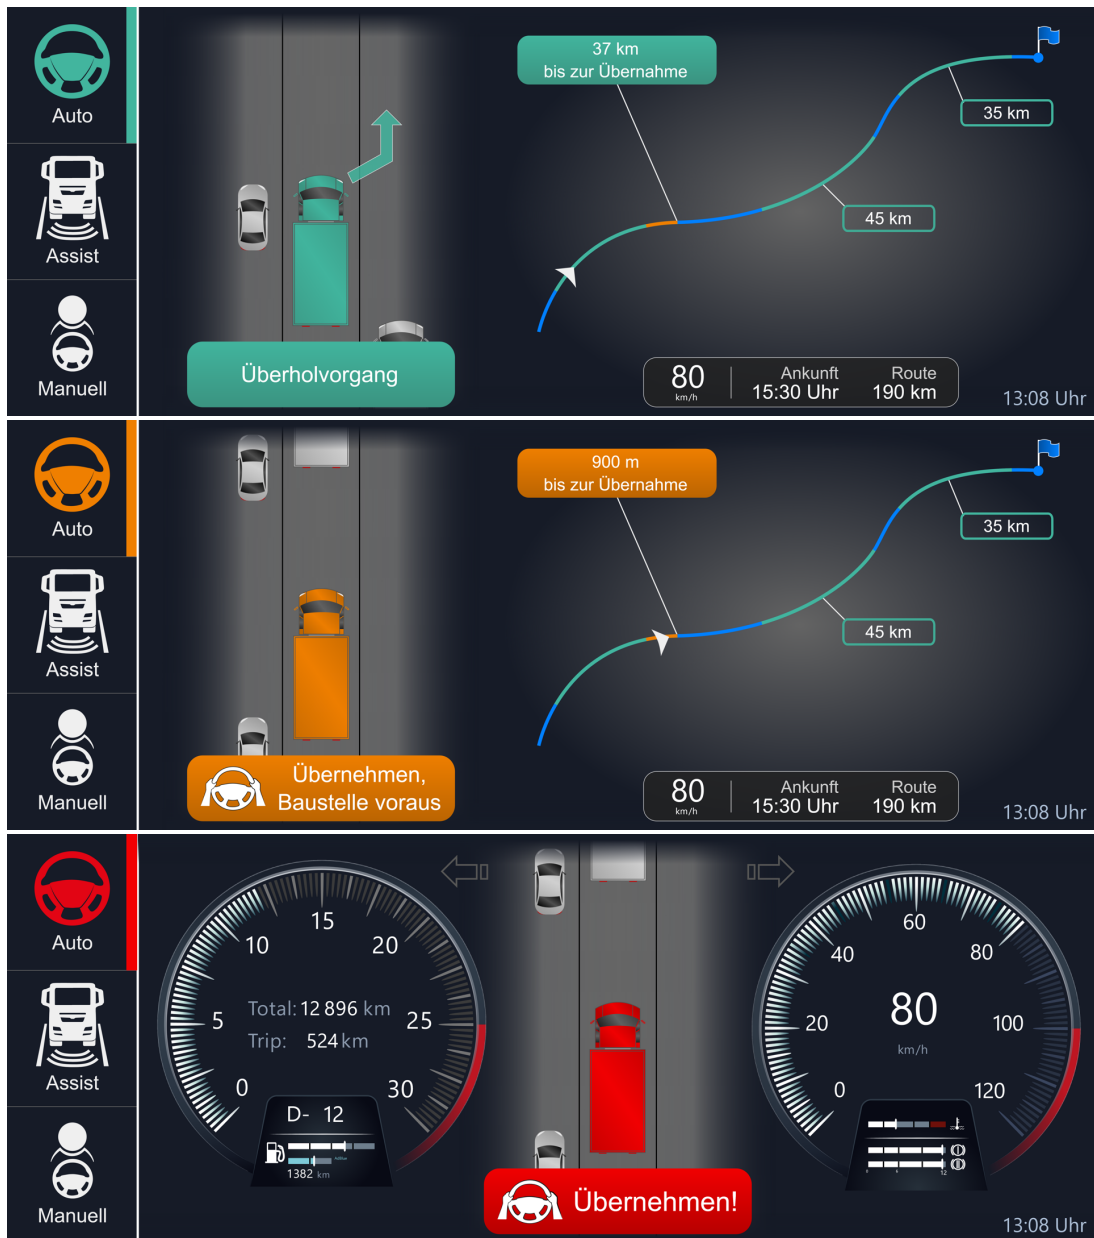 Auto
Assist
Manuell
Überholvorgang
37 km
bis zur Übernahme
35 km
45 km
80
km/h
Ankunft
15:30 Uhr
Route
190 km
13:08 Uhr
Auto
Assist
Manuell
Übernehmen,
Baustelle voraus
900 m
bis zur Übernahme
35 km
45 km
80
km/h
Ankunft
15:30 Uhr
Route
190 km
13:08 Uhr
Auto
Assist
Manuell
0
5
10
15
20
25
30
Total: 12 896 km
Trip: 524 km
D- 12
1382 km
Übernehmen!
0
20
40
60
80
100
120
80
km/h
12
13:08 Uhr